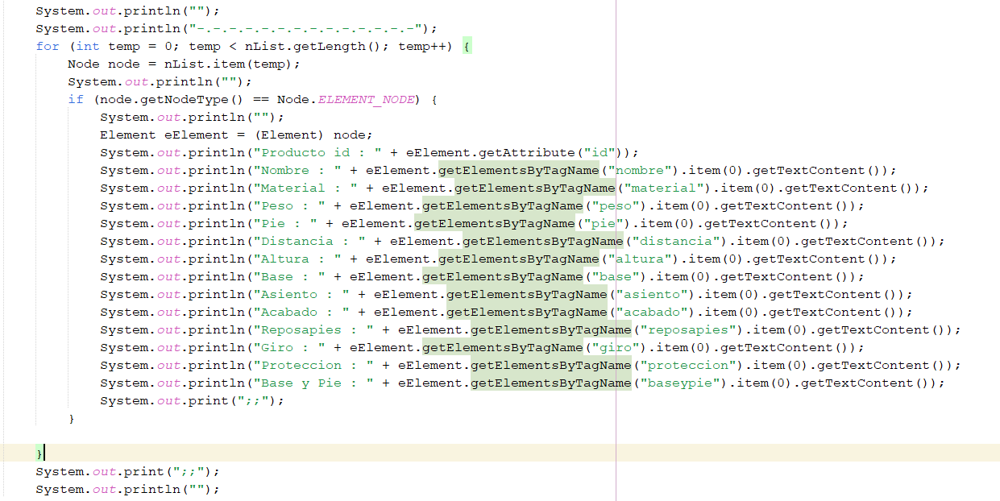 System.out.println("");
System.out.println("-.-.-.-.-.-.-.-.-.-.-.-.-.-");
for (int temp = 0; temp < nList.getLength(); temp++) {
Node node = nList.item(temp);
System.out.println("");
if (node.getNodeType() == Node.ELEMENT_NODE) {
System.out.println("");
Element eElement = (Element) node;
System.out.println("Producto id : " + eElement.getAttribute("id"));
System.out.println("Nombre : " + eElement.getElementsByTagName("nombre").item(0).getTextContent());
System.out.println("Material : " + eElement.getElementsByTagName("material").item(0).getTextContent());
System.out.println("Peso : " + eElement.getElementsByTagName("peso").item(0).getTextContent());
System.out.println("Pie : " + eElement.getElementsByTagName("pie").item(0).getTextContent());
System.out.println("Distancia : " + eElement.getElementsByTagName("distancia").item(0).getTextContent());
System.out.println("Altura : " + eElement.getElementsByTagName("altura").item(0).getTextContent());
System.out.println("Base : " + eElement.getElementsByTagName("base").item(0).getTextContent());
System.out.println("Asiento : " + eElement.getElementsByTagName("asiento").item(0).getTextContent());
System.out.println("Acabado : " + eElement.getElementsByTagName("acabado").item(0).getTextContent());
System.out.println("Reposapies : " + eElement.getElementsByTagName("reposapies").item(0).getTextContent());
System.out.println("Giro : " + eElement.getElementsByTagName("giro").item(0).getTextContent());
System.out.println("Proteccion : " + eElement.getElementsByTagName("proteccion").item(0).getTextContent());
System.out.println("Base y Pie : " + eElement.getElementsByTagName("baseypie").item(0).getTextContent());
System.out.print(";;");
}
}
System.out.print(";;");
System.out.println("");